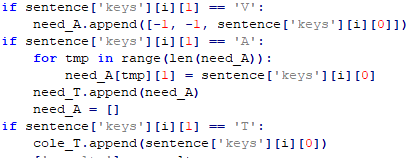 if sentence['keys'][i][1] == 'V':
    need_A.append([-1, -1, sentence['keys'][i][0]])
if sentence['keys'][i][1] == 'A':
    for tmp in range(len(need_A)):
        need_A[tmp][1] = sentence['keys'][i][0]
    need_T.append(need_A)
    need_A = []
if sentence['keys'][i][1] == 'T':
    cole_T.append(sentence['keys'][i][0])